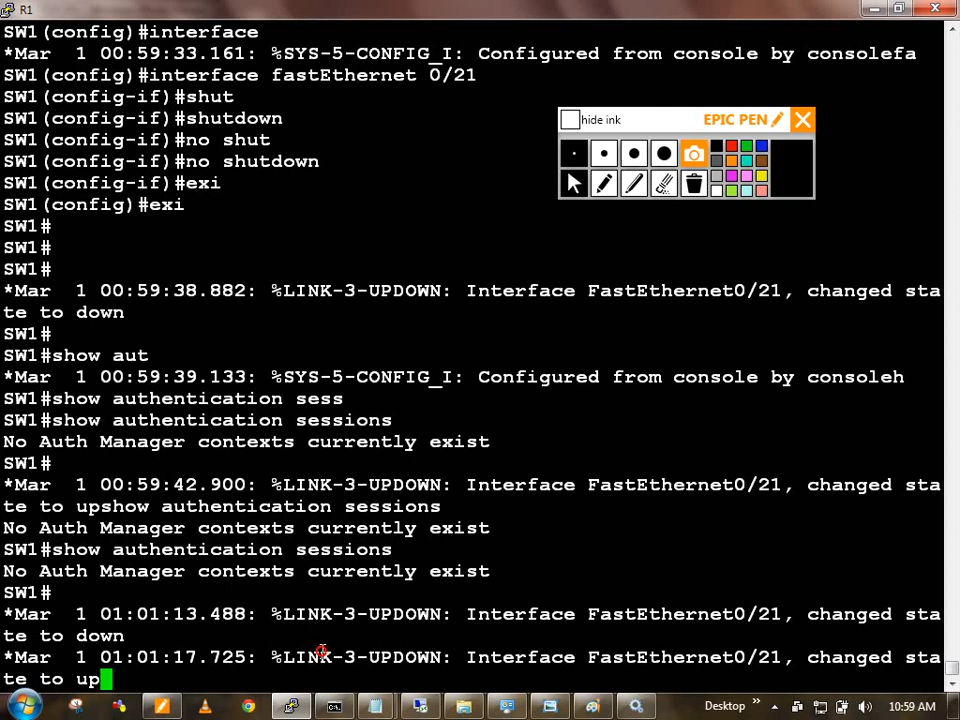 R1
SW1(config)#interface
*Mar  1 00:59:33.161: %SYS-5-CONFIG_I: Configured from console by consolefa
SW1(config)#interface fastEthernet 0/21
SW1(config-if)#shut
SW1(config-if)#shutdown
SW1(config-if)#no shut
SW1(config-if)#no shutdown
SW1(config-if)#exi
SW1(config)#exi
SW1#
SW1#
SW1#
*Mar  1 00:59:38.882: %LINK-3-UPDOWN: Interface FastEthernet0/21, changed sta
te to down
SW1#
SW1#show aut
*Mar  1 00:59:39.133: %SYS-5-CONFIG_I: Configured from console by consoleh
SW1#show authentication sess
SW1#show authentication sessions
No Auth Manager contexts currently exist
SW1#
*Mar  1 00:59:42.900: %LINK-3-UPDOWN: Interface FastEthernet0/21, changed sta
te to upshow authentication sessions
No Auth Manager contexts currently exist
SW1#show authentication sessions
No Auth Manager contexts currently exist
SW1#
*Mar  1 01:01:13.488: %LINK-3-UPDOWN: Interface FastEthernet0/21, changed sta
te to down
*Mar  1 01:01:17.725: %LINK-3-UPDOWN: Interface FastEthernet0/21, changed sta
te to up
hide ink
EPIC PEN
Desktop
10:59 AM